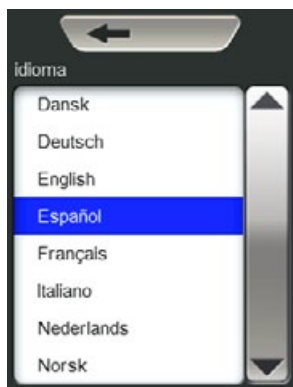 idioma
Dansk
Deutsch
English
Español
Français
Italiano
Nederlands
Norsk